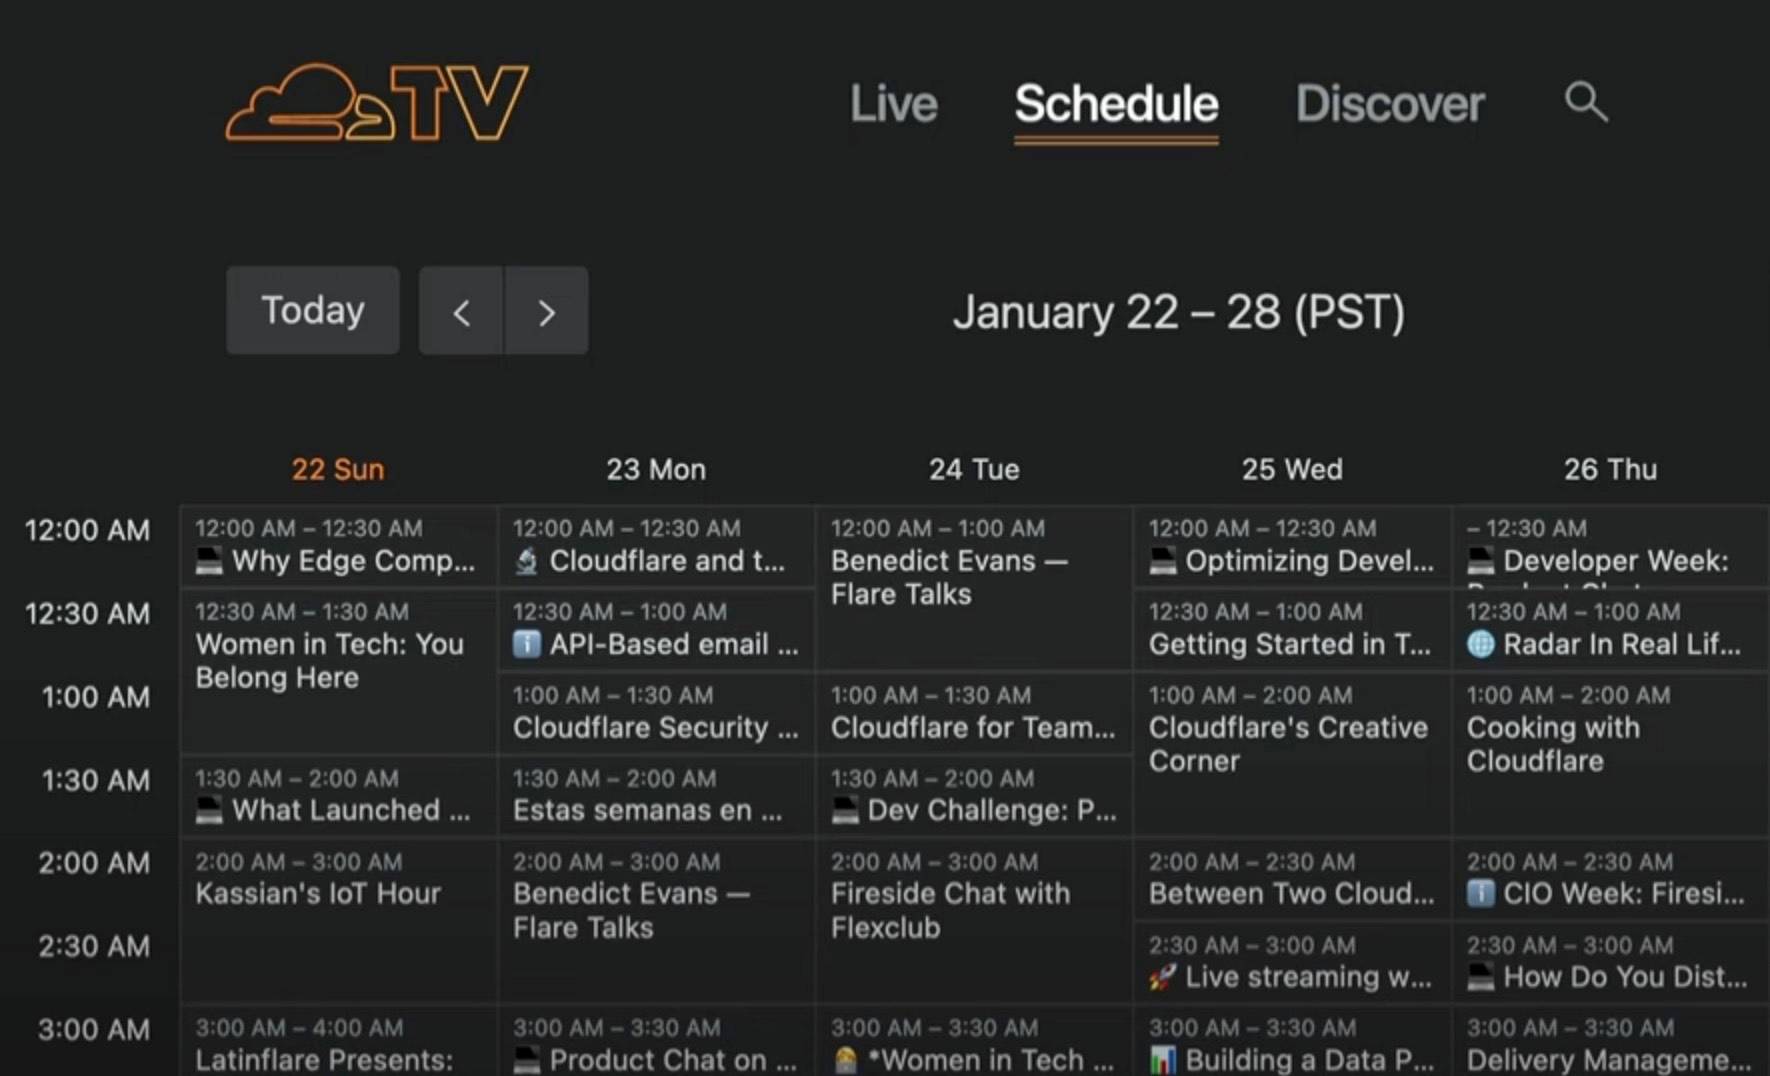 TV
Live Schedule Discover
Today < >
January 22 – 28 (PST)
22 Sun 23 Mon 24 Tue 25 Wed 26 Thu
12:00 AM
12:00 AM – 12:30 AM
Why Edge Comp...
12:00 AM – 12:30 AM
Cloudflare and t...
12:00 AM – 1:00 AM
Benedict Evans —
Flare Talks
12:00 AM – 12:30 AM
Optimizing Devel...
– 12:30 AM
Developer Week:
12:30 AM
12:30 AM – 1:30 AM
Women in Tech: You
Belong Here
12:30 AM – 1:00 AM
API-Based email ...
12:30 AM – 1:00 AM
Getting Started in T...
12:30 AM – 1:00 AM
Radar In Real Lif...
1:00 AM
1:00 AM – 1:30 AM
Cloudflare Security ...
1:00 AM – 1:30 AM
Cloudflare for Team...
1:00 AM – 2:00 AM
Cloudflare's Creative
Corner
1:00 AM – 2:00 AM
Cooking with
Cloudflare
1:30 AM
1:30 AM – 2:00 AM
What Launched ...
1:30 AM – 2:00 AM
Estas semanas en ...
1:30 AM – 2:00 AM
Dev Challenge: P...
2:00 AM
2:00 AM – 3:00 AM
Kassian's IoT Hour
2:00 AM – 3:00 AM
Benedict Evans —
Flare Talks
2:00 AM – 3:00 AM
Fireside Chat with
Flexclub
2:00 AM – 2:30 AM
Between Two Cloud...
2:00 AM – 2:30 AM
CIO Week: Firesi...
2:30 AM
2:30 AM – 3:00 AM
Live streaming w...
2:30 AM – 3:00 AM
How Do You Dist...
3:00 AM
3:00 AM – 4:00 AM
Latinflare Presents:
3:00 AM – 3:30 AM
Product Chat on ...
3:00 AM – 3:30 AM
*Women in Tech ...
3:00 AM – 3:30 AM
Building a Data P...
3:00 AM – 3:30 AM
Delivery Manageme...